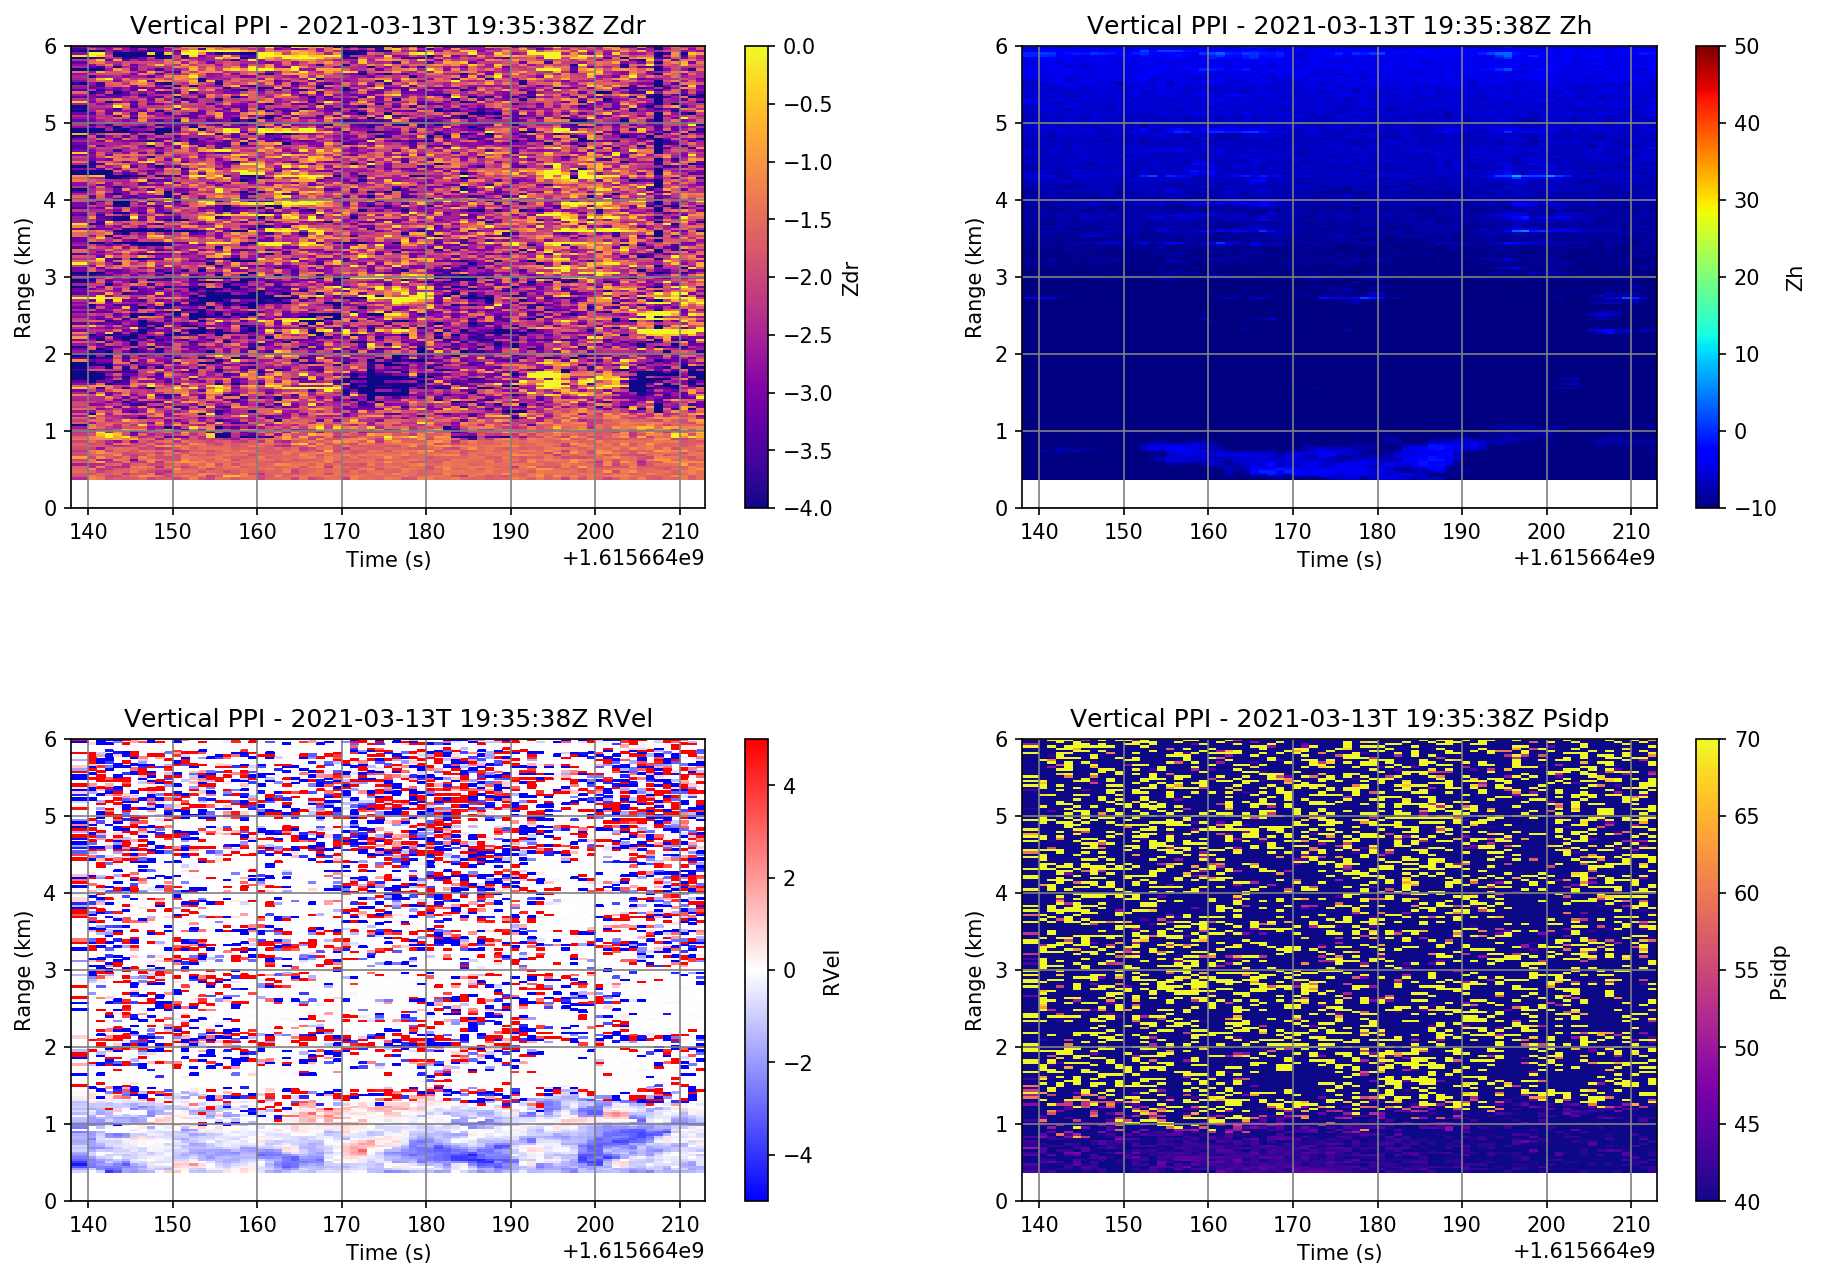 Vertical PPI - 2021-03-13T 19:35:38Z Zdr
6
5
4
3
2
1
0
Range (km)
140 150 160 170 180 190 200 210
Time (s)
+1.615664e9
0.0
−0.5
−1.0
−1.5
−2.0
−2.5
−3.0
−3.5
−4.0
Zdr
Vertical PPI - 2021-03-13T 19:35:38Z Zh
6
5
4
3
2
1
0
Range (km)
140 150 160 170 180 190 200 210
Time (s)
+1.615664e9
50
40
30
20
10
0
−10
Zh
Vertical PPI - 2021-03-13T 19:35:38Z RVel
6
5
4
3
2
1
0
Range (km)
140 150 160 170 180 190 200 210
Time (s)
+1.615664e9
4
2
0
−2
−4
RVel
Vertical PPI - 2021-03-13T 19:35:38Z Psidp
6
5
4
3
2
1
0
Range (km)
140 150 160 170 180 190 200 210
Time (s)
+1.615664e9
70
65
60
55
50
45
40
Psidp